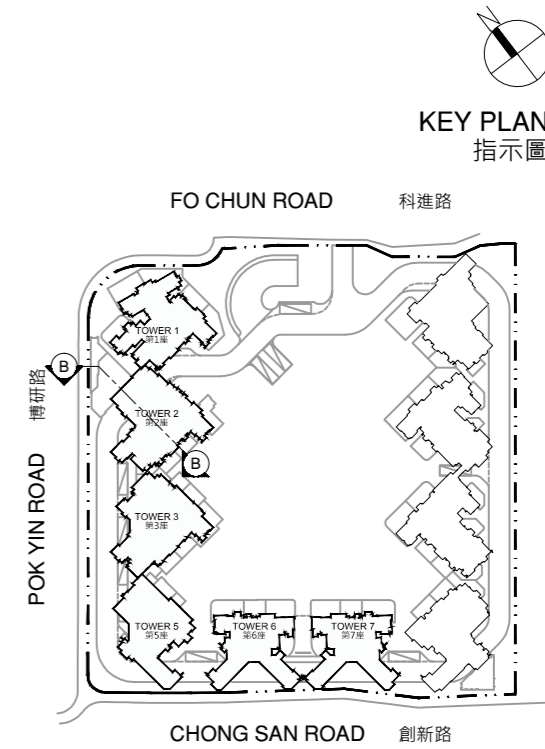 KEY PLAN
指示圖
FO CHUN ROAD 科進路
TOWER 1
第1座
B
博研路
TOWER 2
第2座
B
POK YIN ROAD
TOWER 3
第3座
TOWER 5
第5座
TOWER 6
第6座
TOWER 7
第7座
CHONG SAN ROAD 創新路